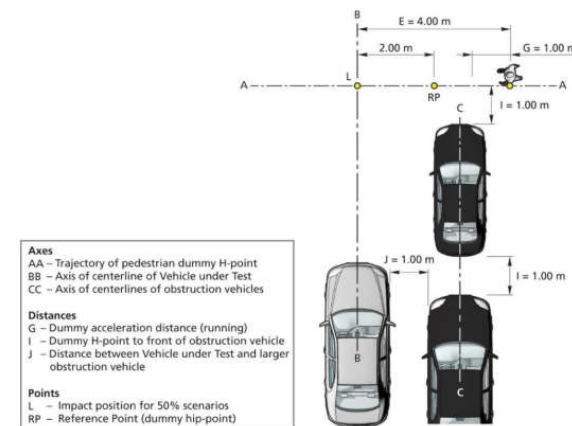 B
E = 4.00 m
2.00 m
G = 1.00 m
L
A
A
RP
C
I = 1.00 m
J = 1.00 m
I = 1.00 m
B
C
Axes
AA – Trajectory of pedestrian dummy H-point
BB – Axis of centerline of Vehicle under Test
CC – Axis of centerlines of obstruction vehicles
Distances
G – Dummy acceleration distance (running)
I – Dummy H-point to front of obstruction vehicle
J – Distance between Vehicle under Test and larger
obstruction vehicle
Points
L – Impact position for 50% scenarios
RP – Reference Point (dummy hip-point)